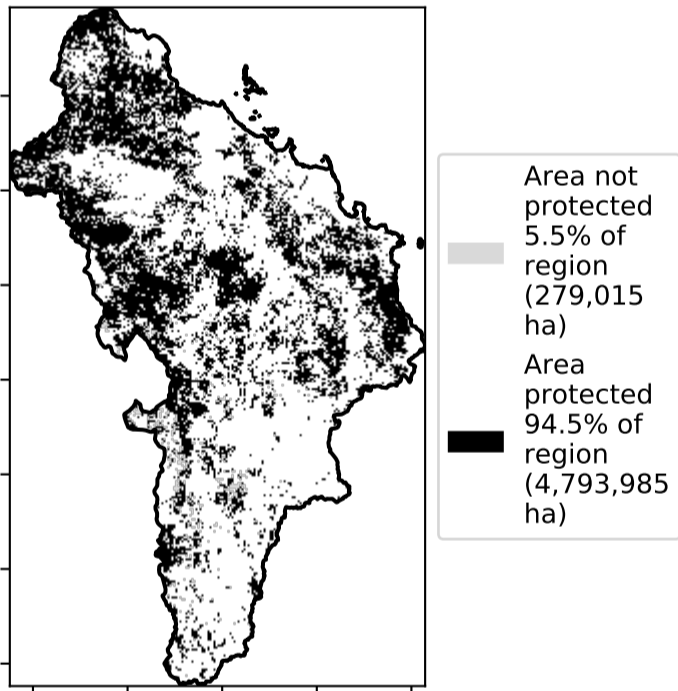 Area not
protected
5.5% of
region
(279,015
ha)
Area
protected
94.5% of
region
(4,793,985
ha)